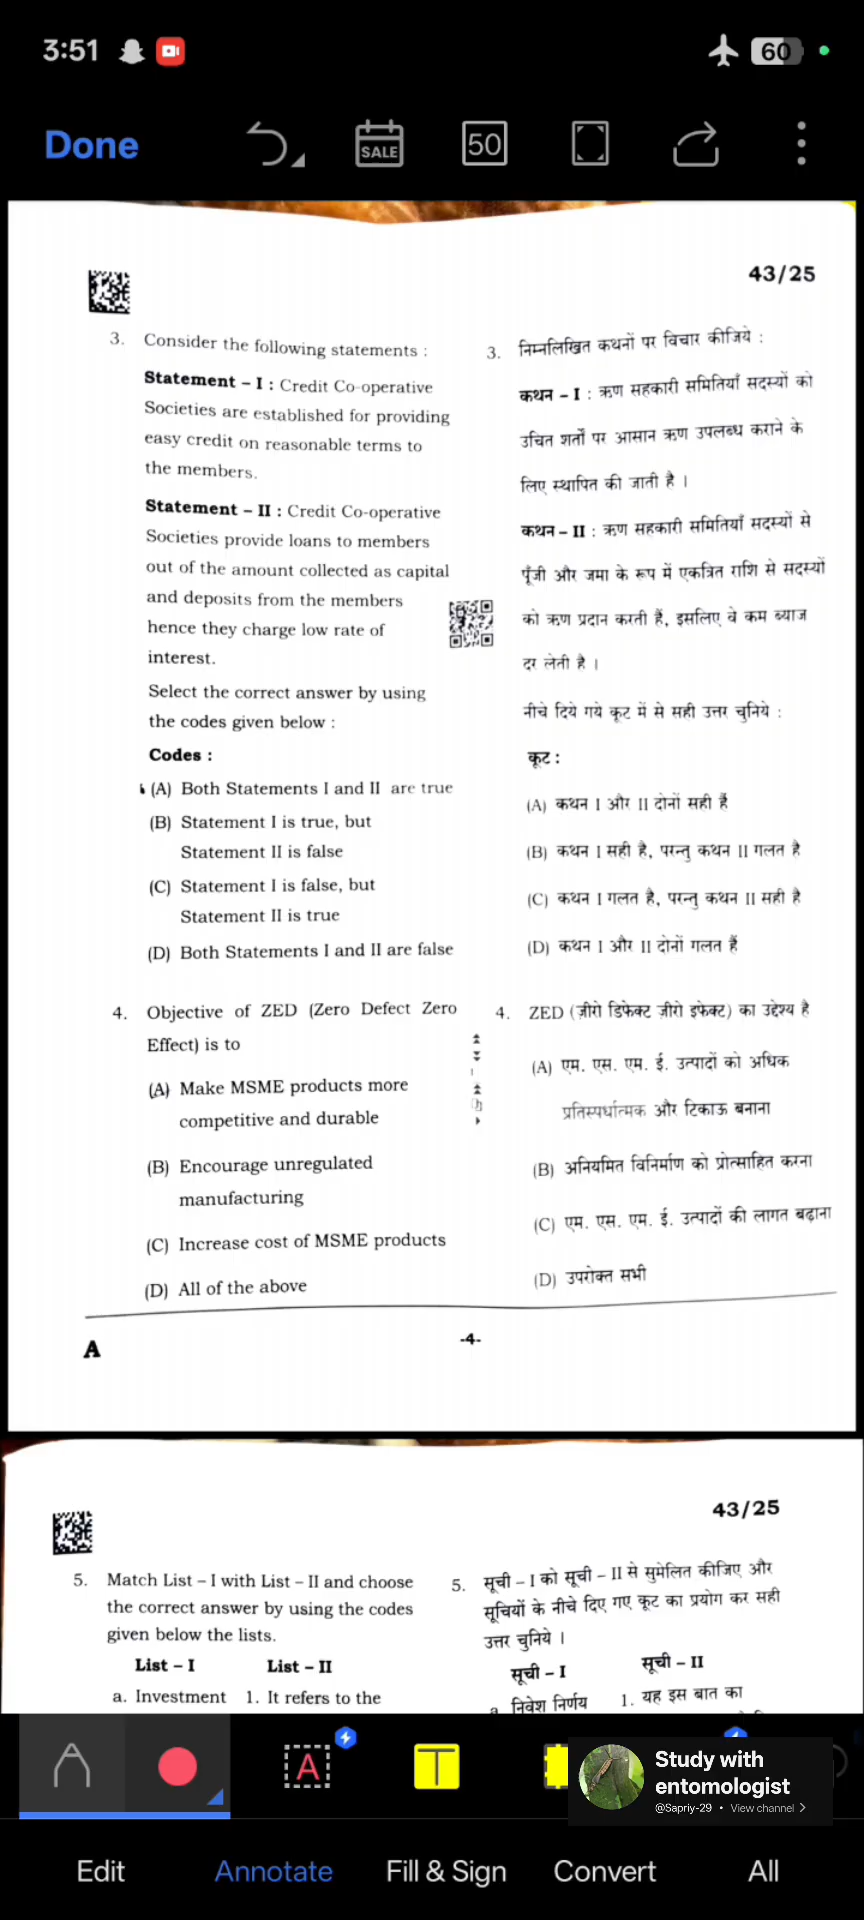 3:51
60
Done
SALE
50
43/25
3. Consider the following statements :
Statement – I : Credit Co-operative
Societies are established for providing
easy credit on reasonable terms to
the members.
Statement – II : Credit Co-operative
Societies provide loans to members
out of the amount collected as capital
and deposits from the members
hence they charge low rate of
interest.
Select the correct answer by using
the codes given below :
Codes :
(A) Both Statements I and II are true
(B) Statement I is true, but
Statement II is false
(C) Statement I is false, but
Statement II is true
(D) Both Statements I and II are false
4. Objective of ZED (Zero Defect Zero
Effect) is to
(A) Make MSME products more
competitive and durable
(B) Encourage unregulated
manufacturing
(C) Increase cost of MSME products
(D) All of the above
3. निम्नलिखित कथनों पर विचार कीजिये :
कथन – I : ऋण सहकारी समितियाँ सदस्यों को
उचित शर्तों पर आसान ऋण उपलब्ध कराने के
लिए स्थापित की जाती है ।
कथन – II : ऋण सहकारी समितियाँ सदस्यों से
पूँजी और जमा के रूप में एकत्रित राशि से सदस्यों
को ऋण प्रदान करती हैं, इसलिए वे कम ब्याज
दर लेती है ।
नीचे दिये गये कूट में से सही उत्तर चुनिये :
कूट :
(A) कथन I और II दोनों सही हैं
(B) कथन I सही है, परन्तु कथन II गलत है
(C) कथन I गलत है, परन्तु कथन II सही है
(D) कथन I और II दोनों गलत हैं
4. ZED (ज़ीरो डिफेक्ट ज़ीरो इफेक्ट) का उद्देश्य है
(A) एम. एस. एम. ई. उत्पादों को अधिक
प्रतिस्पर्धात्मक और टिकाऊ बनाना
(B) अनियमित विनिर्माण को प्रोत्साहित करना
(C) एम. एस. एम. ई. उत्पादों की लागत बढ़ाना
(D) उपरोक्त सभी
A
-4-
43/25
5. Match List – I with List – II and choose
the correct answer by using the codes
given below the lists.
List – I List – II
a. Investment 1. It refers to the
5. सूची – I को सूची – II से सुमेलित कीजिए और
सूचियों के नीचे दिए गए कूट का प्रयोग कर सही
उत्तर चुनिये ।
सूची – I सूची – II
a. निवेश निर्णय 1. यह इस बात का
A
T
Study with
entomologist
@Sapriy-29 • View channel
Edit
Annotate
Fill & Sign
Convert
All